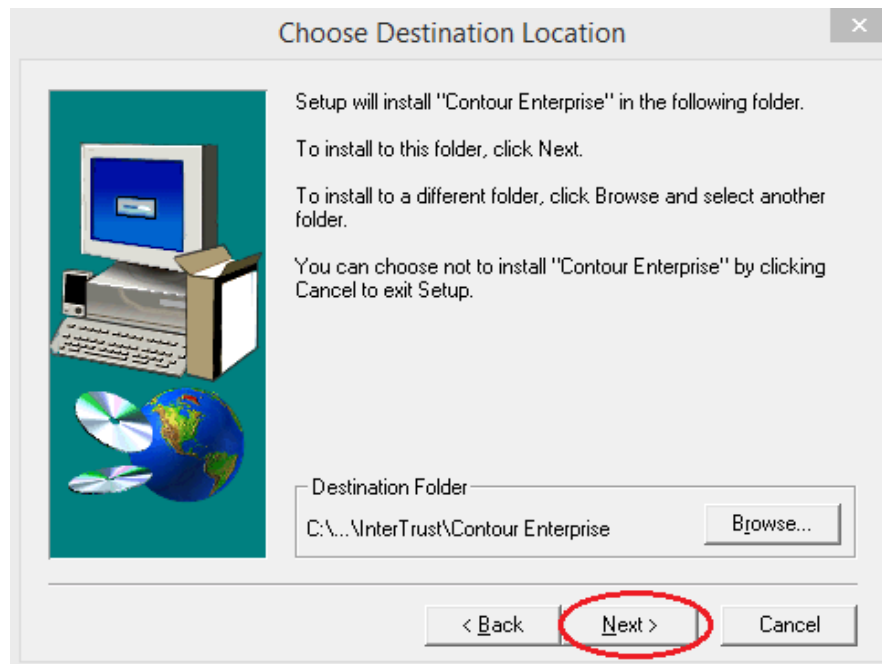 Choose Destination Location
Setup will install "Contour Enterprise" in the following folder.
To install to this folder, click Next.
To install to a different folder, click Browse and select another
folder.
You can choose not to install "Contour Enterprise" by clicking
Cancel to exit Setup.
Destination Folder
C:\...\InterTrust\Contour Enterprise
Browse...
< Back
Next >
Cancel